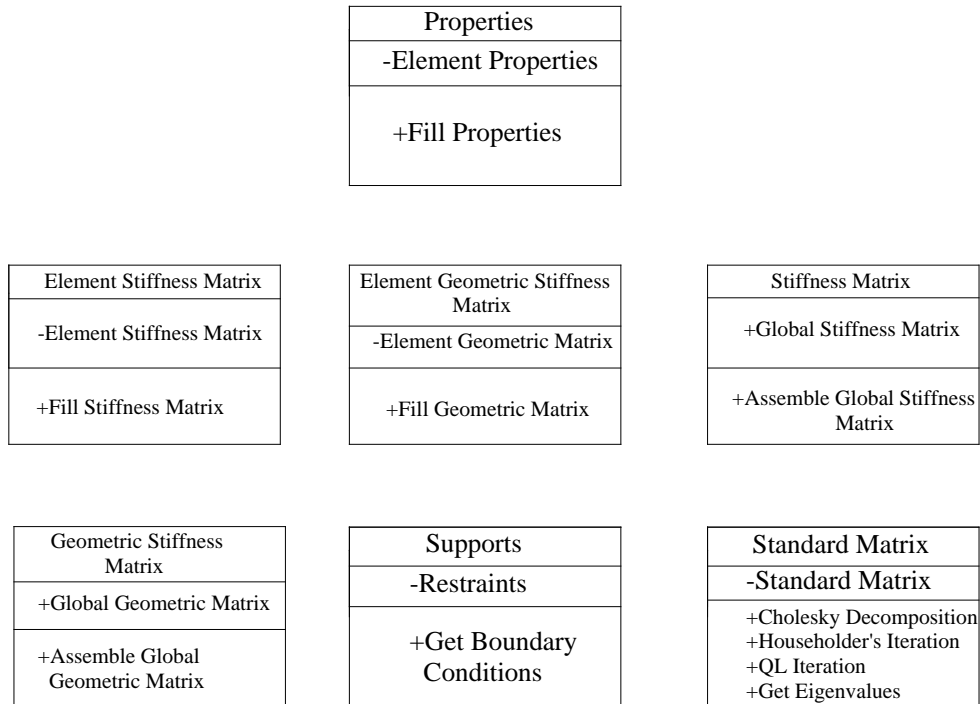 Properties
-Element Properties
+Fill Properties
Element Stiffness Matrix
-Element Stiffness Matrix
+Fill Stiffness Matrix
Element Geometric Stiffness
Matrix
-Element Geometric Matrix
+Fill Geometric Matrix
Stiffness Matrix
+Global Stiffness Matrix
+Assemble Global Stiffness
Matrix
Geometric Stiffness
Matrix
+Global Geometric Matrix
+Assemble Global
Geometric Matrix
Supports
-Restraints
+Get Boundary
Conditions
Standard Matrix
-Standard Matrix
+Cholesky Decomposition
+Householder's Iteration
+QL Iteration
+Get Eigenvalues